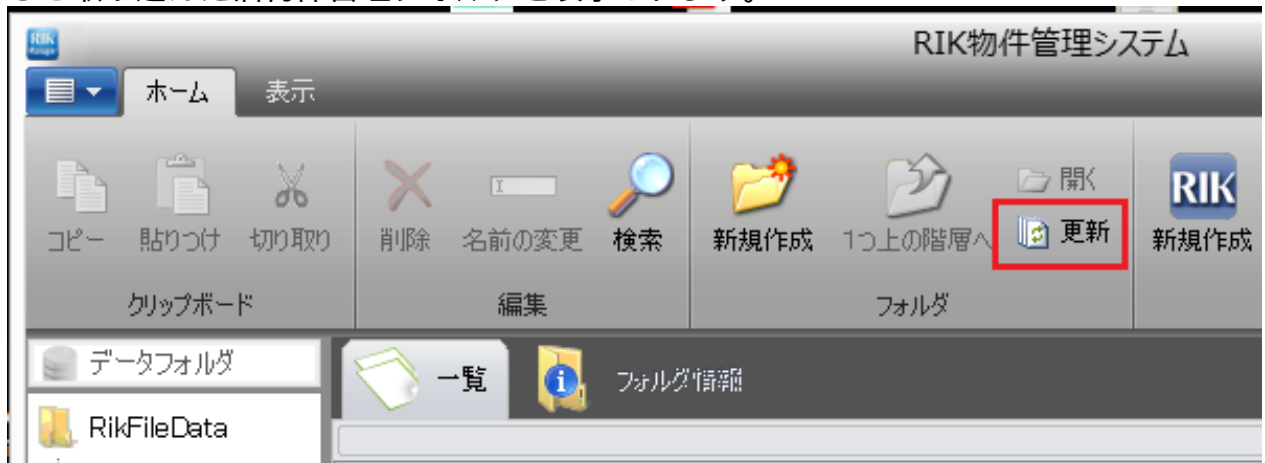 RIK
RIK物件管理システム
ホーム 表示
開く
RIK
コピー 貼りつけ 切り取り 削除 名前の変更 検索 新規作成 1つ上の階層へ 更新 新規作成
クリップボード 編集 フォルダ
データフォルダ
一覧 フォルダ情報
RikFileData